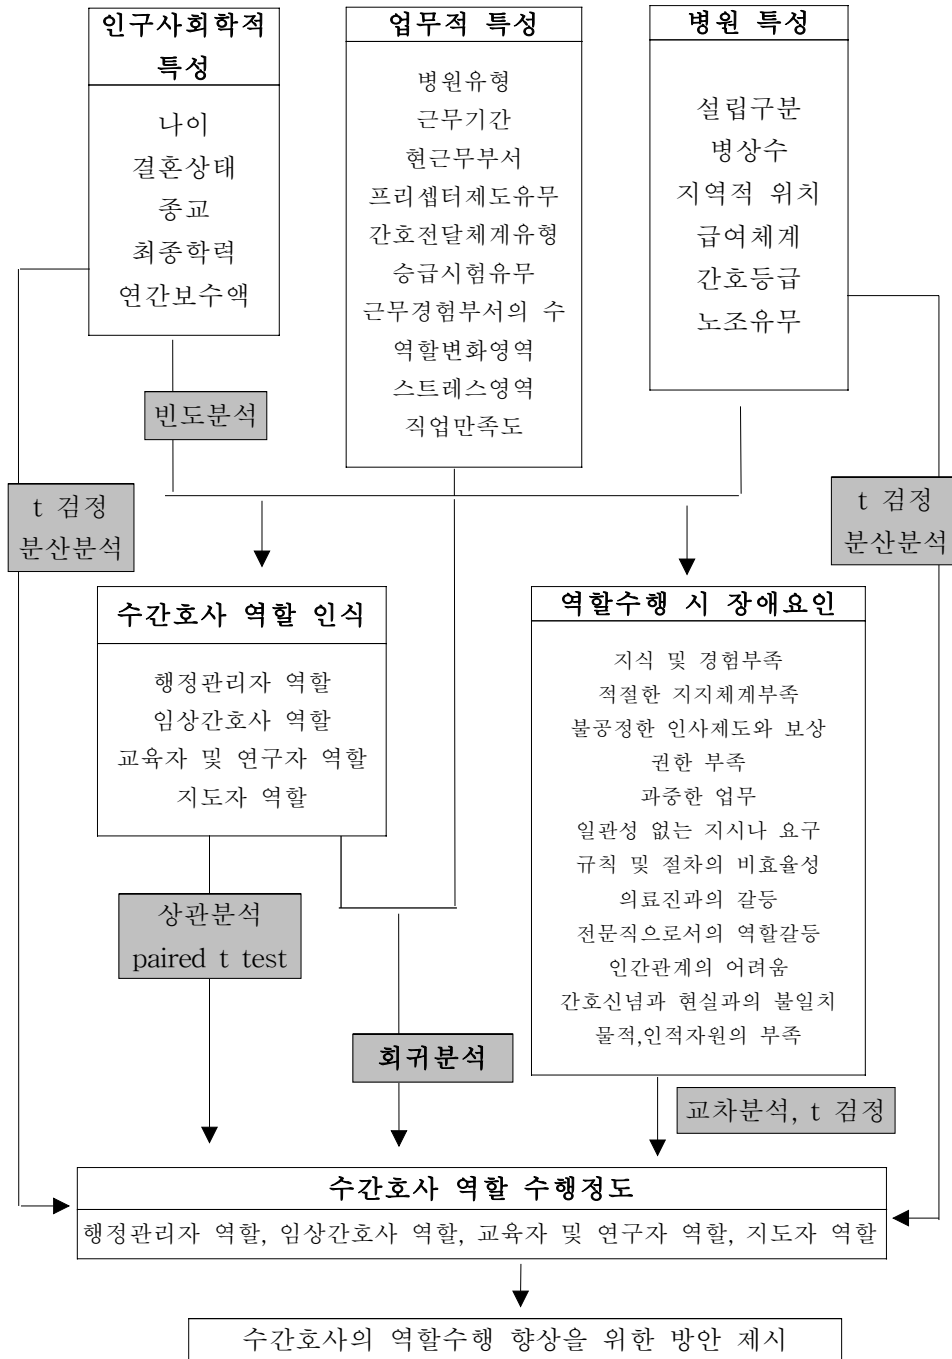 인구사회학적
특성
나이
결혼상태
종교
최종학력
연간보수액
업무적 특성
병원유형
근무기간
현근무부서
프리셉터제도유무
간호전달체계유형
승급시험유무
근무경험부서의 수
역할변화영역
스트레스영역
직업만족도
병원 특성
설립구분
병상수
지역적 위치
급여체계
간호등급
노조유무
빈도분석
t 검정
분산분석
t 검정
분산분석
수간호사 역할 인식
행정관리자 역할
임상간호사 역할
교육자 및 연구자 역할
지도자 역할
역할수행 시 장애요인
지식 및 경험부족
적절한 지지체계부족
불공정한 인사제도와 보상
권한 부족
과중한 업무
일관성 없는 지시나 요구
규칙 및 절차의 비효율성
의료진과의 갈등
전문직으로서의 역할갈등
인간관계의 어려움
간호신념과 현실과의 불일치
물적,인적자원의 부족
상관분석
paired t test
회귀분석
교차분석, t 검정
수간호사 역할 수행정도
행정관리자 역할, 임상간호사 역할, 교육자 및 연구자 역할, 지도자 역할
수간호사의 역할수행 향상을 위한 방안 제시